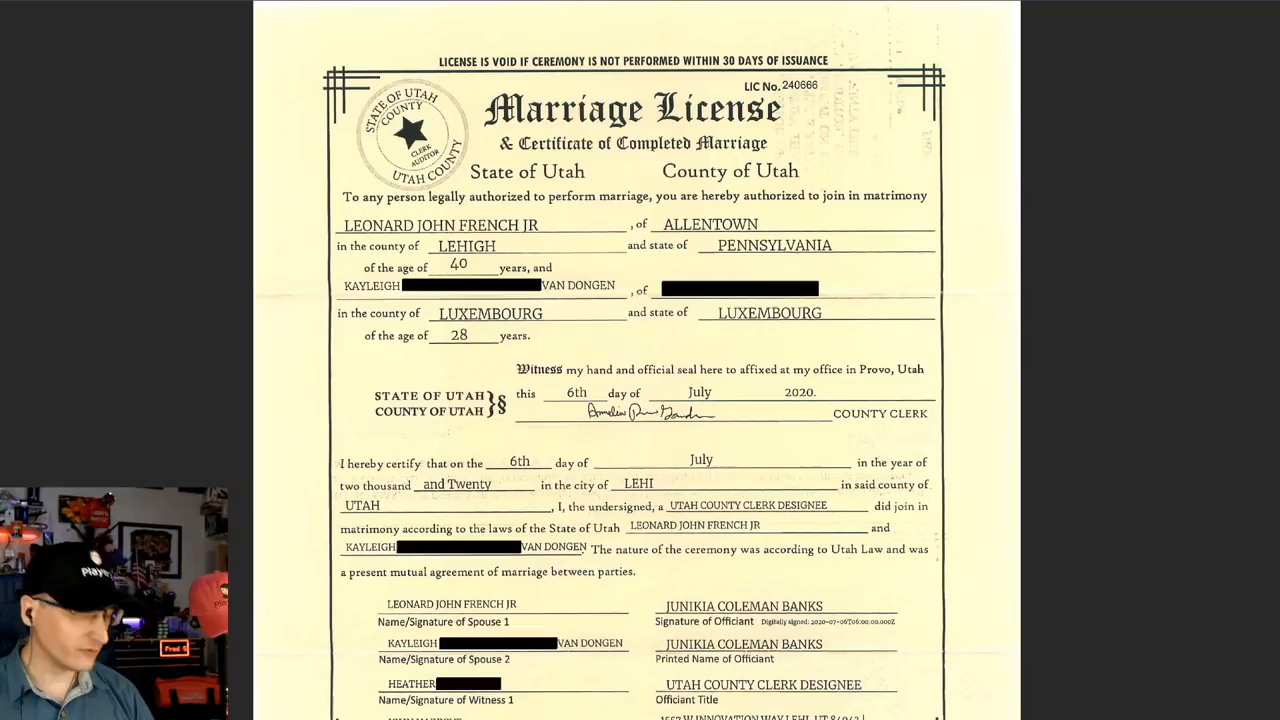 LICENSE IS VOID IF CEREMONY IS NOT PERFORMED WITHIN 30 DAYS OF ISSUANCE
LIC No. 240666
STATE OF UTAH
COUNTY
CLERK
AUDITOR
UTAH COUNTY
Marriage License
& Certificate of Completed Marriage
State of Utah County of Utah
To any person legally authorized to perform marriage, you are hereby authorized to join in matrimony
LEONARD JOHN FRENCH JR , of ALLENTOWN
in the county of LEHIGH and state of PENNSYLVANIA
of the age of 40 years, and
KAYLEIGH VAN DONGEN , of
in the county of LUXEMBOURG and state of LUXEMBOURG
of the age of 28 years.
Witness my hand and official seal here to affixed at my office in Provo, Utah
STATE OF UTAH } § this 6th day of July 2020.
COUNTY OF UTAH COUNTY CLERK
I hereby certify that on the 6th day of July in the year of
two thousand and Twenty in the city of LEHI in said county of
UTAH , I, the undersigned, a UTAH COUNTY CLERK DESIGNEE did join in
matrimony according to the laws of the State of Utah LEONARD JOHN FRENCH JR and
KAYLEIGH VAN DONGEN . The nature of the ceremony was according to Utah Law and was
a present mutual agreement of marriage between parties.
LEONARD JOHN FRENCH JR JUNIKIA COLEMAN BANKS
Name/Signature of Spouse 1 Signature of Officiant Digitally signed: 2020-07-06T06:00:00.000Z
KAYLEIGH VAN DONGEN JUNIKIA COLEMAN BANKS
Name/Signature of Spouse 2 Printed Name of Officiant
HEATHER UTAH COUNTY CLERK DESIGNEE
Name/Signature of Witness 1 Officiant Title